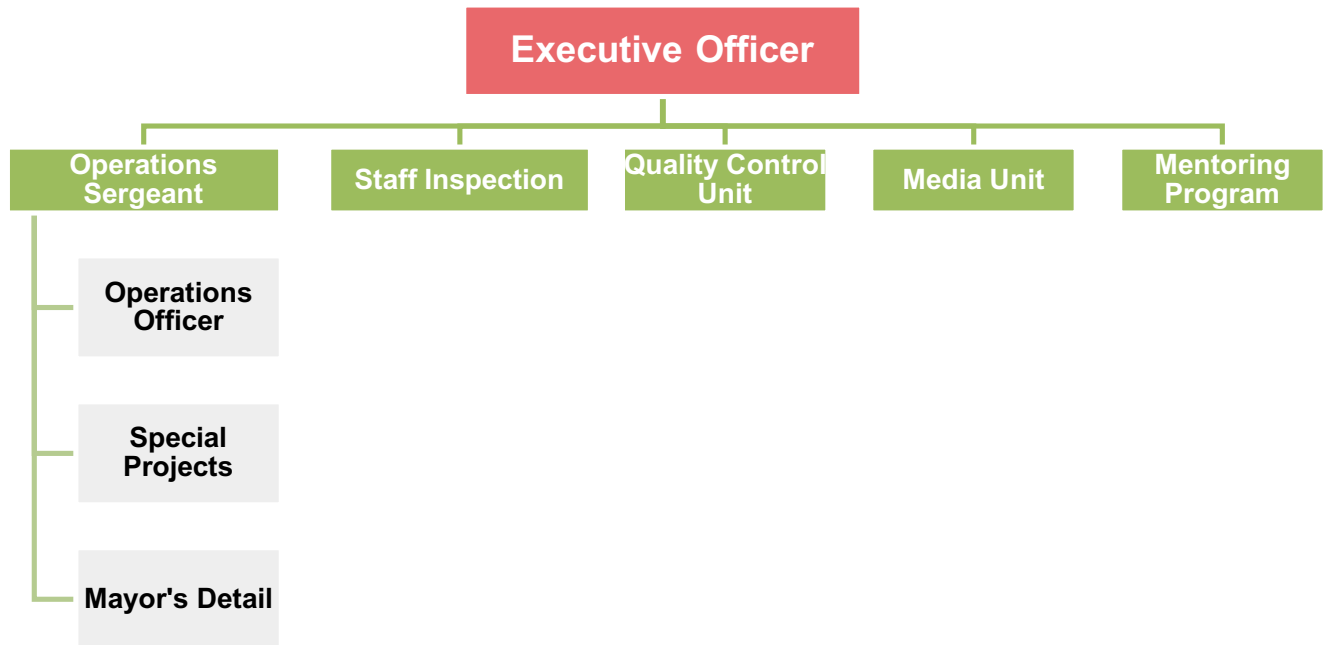 Executive Officer
Operations
Sergeant
Staff Inspection
Quality Control
Unit
Media Unit
Mentoring
Program
Operations
Officer
Special
Projects
Mayor's Detail